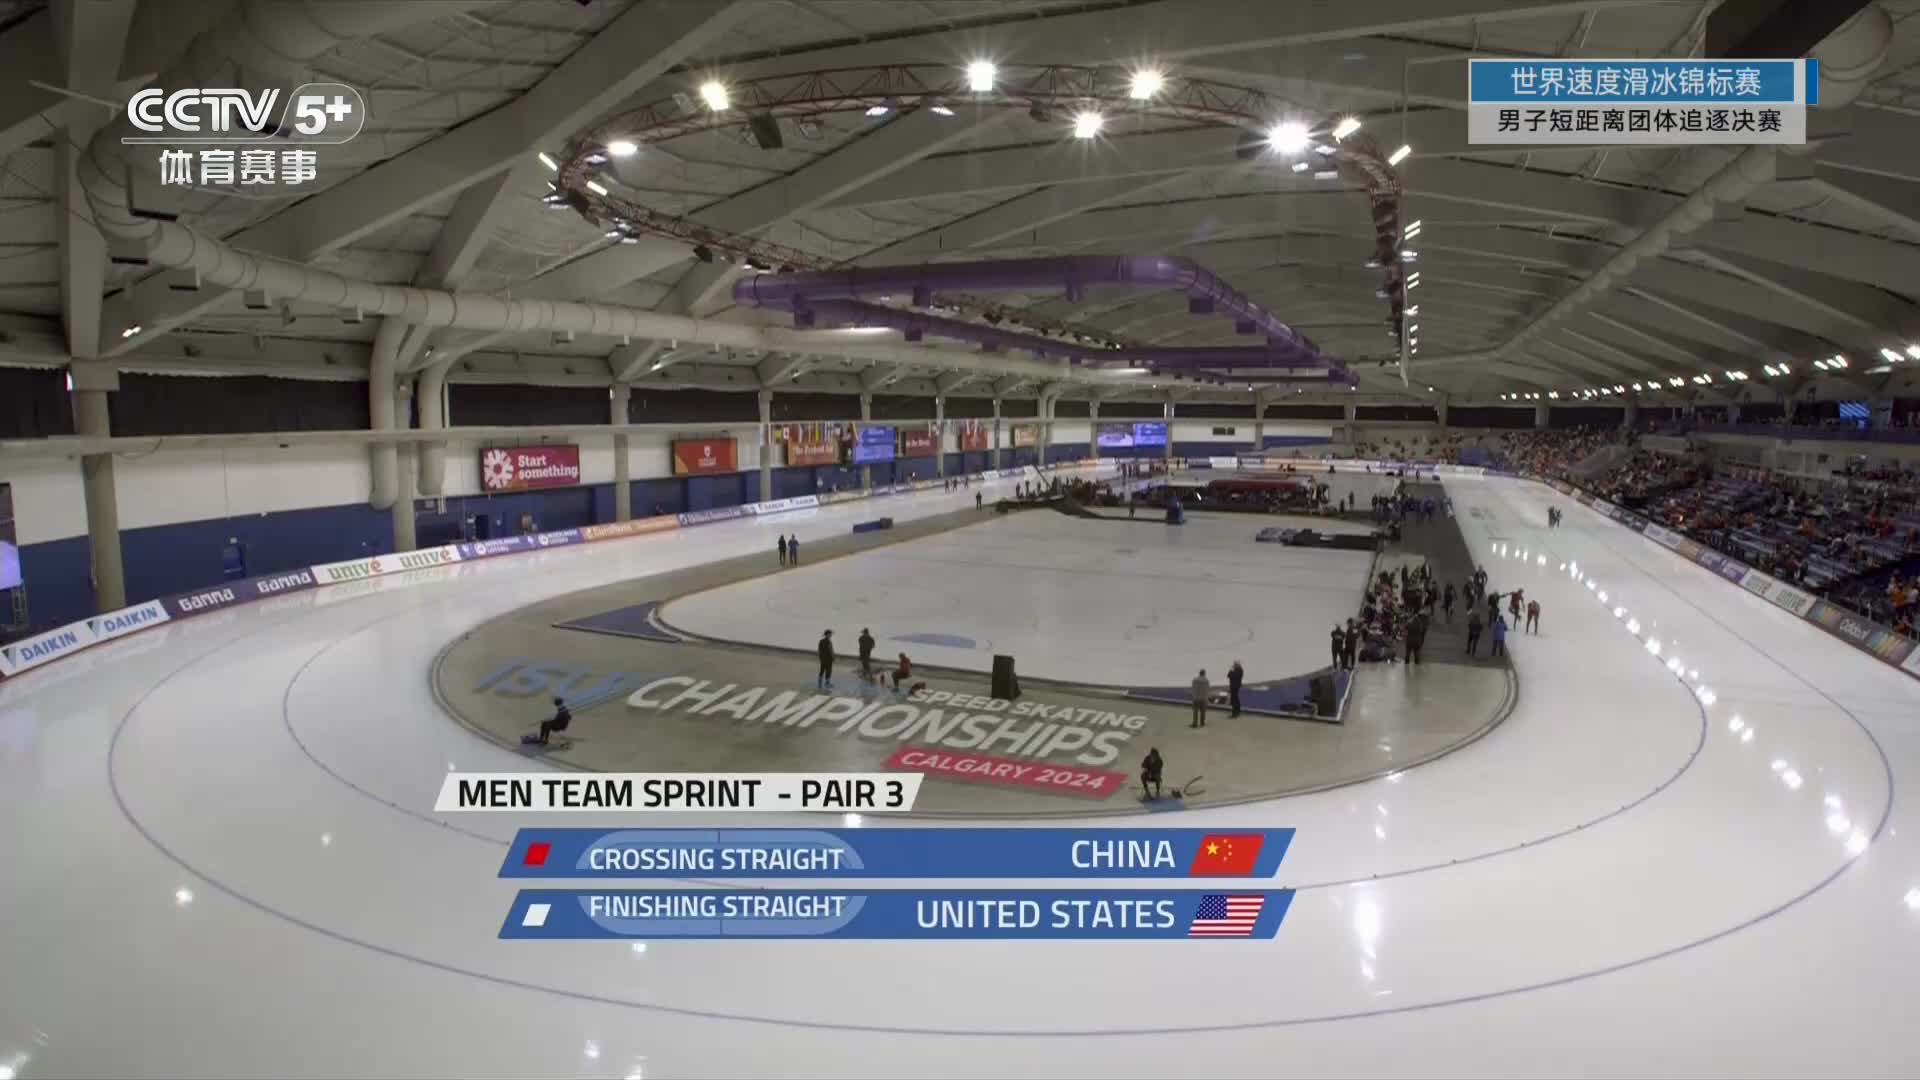 CCTV 5+
体育赛事
世界速度滑冰锦标赛
男子短距离团体追逐决赛
Start
something
unive
unive
GAMMA
GAMMA
DAIKIN
DAIKIN
ISU
SPEED SKATING
CHAMPIONSHIPS
CALGARY 2024
MEN TEAM SPRINT - PAIR 3
CROSSING STRAIGHT
CHINA
FINISHING STRAIGHT
UNITED STATES